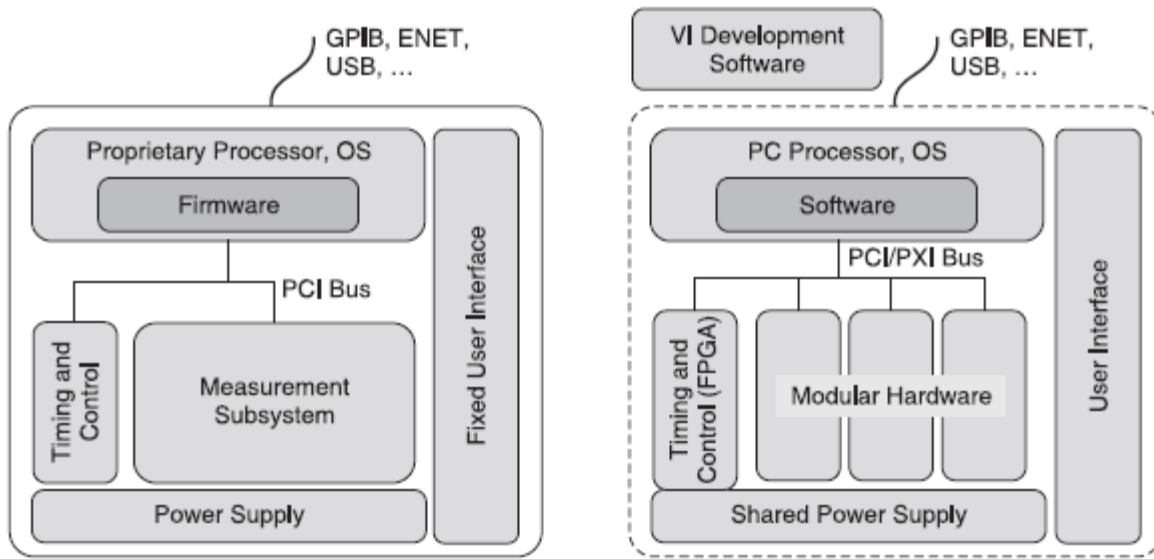 GPIB, ENET,
USB, ...
Proprietary Processor, OS
Firmware
PCI Bus
Timing and
Control
Measurement
Subsystem
Fixed User Interface
Power Supply
VI Development
Software
GPIB, ENET,
USB, ...
PC Processor, OS
Software
PCI/PXI Bus
Timing and
Control (FPGA)
Modular Hardware
User Interface
Shared Power Supply